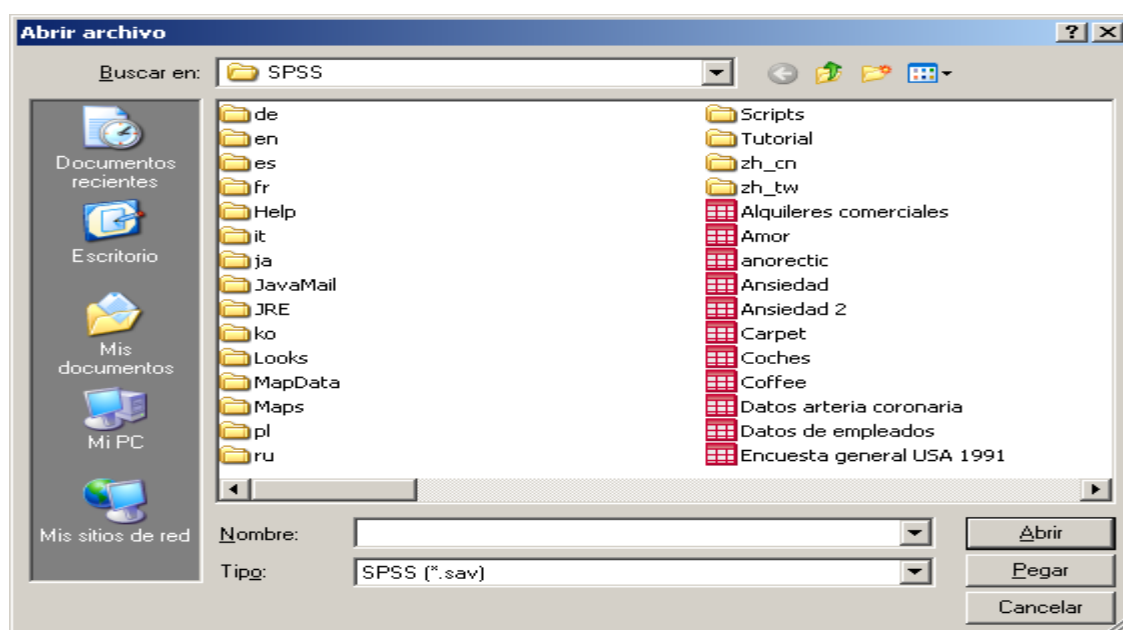 Abrir archivo
Buscar en:
SPSS
Documentos
recientes
Escritorio
Mis
documentos
Mi PC
Mis sitios de red
de
en
es
fr
Help
it
ja
JavaMail
JRE
ko
Looks
MapData
Maps
pl
ru
Scripts
Tutorial
zh_cn
zh_tw
Alquileres comerciales
Amor
anorectic
Ansiedad
Ansiedad 2
Carpet
Coches
Coffee
Datos arteria coronaria
Datos de empleados
Encuesta general USA 1991
Nombre:
Abrir
Tipo:
SPSS (*.sav)
Pegar
Cancelar